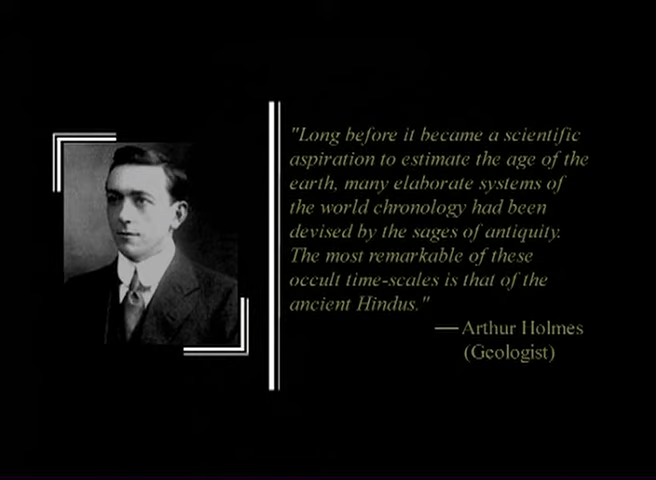 "Long before it became a scientific
aspiration to estimate the age of the
earth, many elaborate systems of
the world chronology had been
devised by the sages of antiquity.
The most remarkable of these
occult time-scales is that of the
ancient Hindus."
— Arthur Holmes
(Geologist)